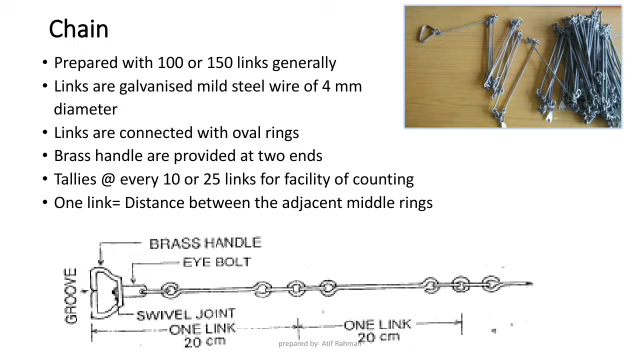 Chain
• Prepared with 100 or 150 links generally
• Links are galvanised mild steel wire of 4 mm
diameter
• Links are connected with oval rings
• Brass handle are provided at two ends
• Tallies @ every 10 or 25 links for facility of counting
• One link= Distance between the adjacent middle rings
BRASS HANDLE
EYE BOLT
GROOVE
SWIVEL JOINT
ONE LINK
20 cm
ONE LINK
20 cm
prepared by- Atif Rahman